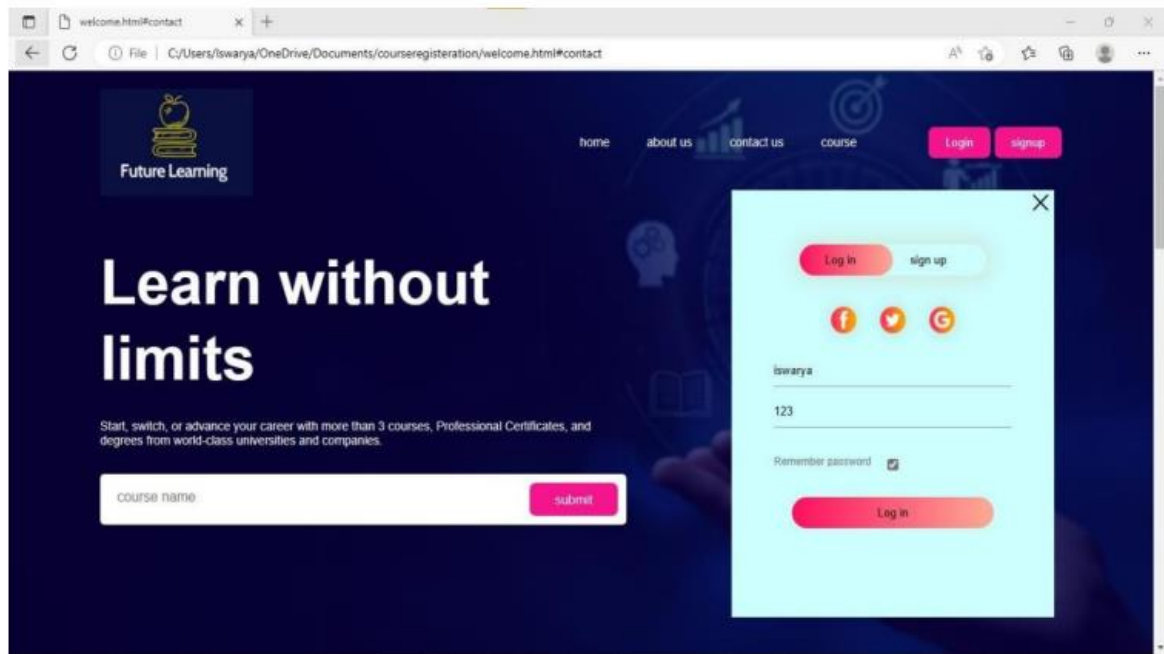 welcome.html#contact
File | C:/Users/Iswarya/OneDrive/Documents/courseregisteration/welcome.html#contact
Future Learning
home about us contact us course Login signup
Log in sign up
Learn without
limits
iswarya
123
Start, switch, or advance your career with more than 3 courses, Professional Certificates, and
degrees from world-class universities and companies.
Remember password
course name submit
Log in